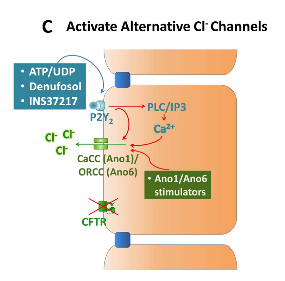 C Activate Alternative Cl- Channels
• ATP/UDP
• Denufosol
• INS37217
P2Y2
PLC/IP3
Ca2+
Cl-
Cl-
Cl-
CaCC (Ano1)/
ORCC (Ano6)
• Ano1/Ano6
stimulators
CFTR